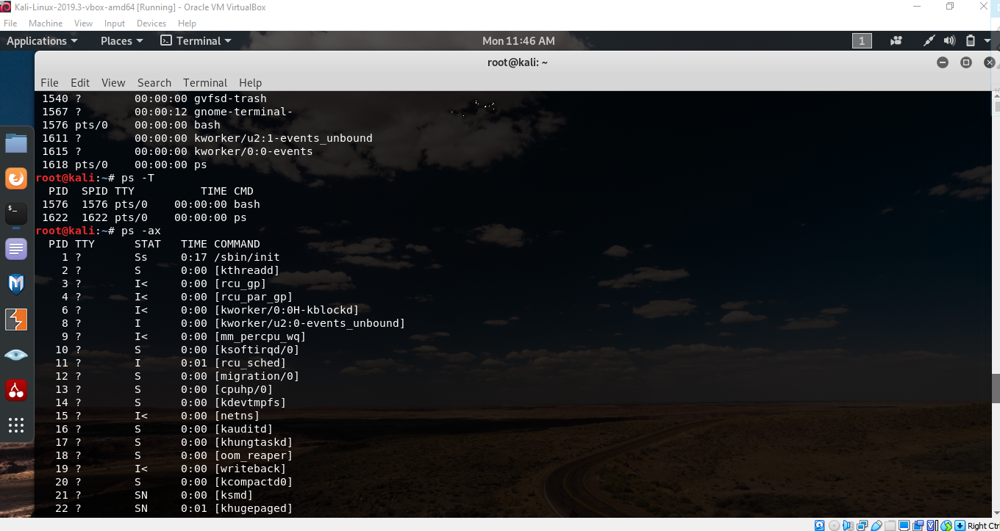 Kali-Linux-2019.3-vbox-amd64 [Running] - Oracle VM VirtualBox
File Machine View Input Devices Help
Applications Places Terminal Mon 11:46 AM 1
root@kali: ~
File Edit View Search Terminal Help
1540 ? 00:00:00 gvfsd-trash
1567 ? 00:00:12 gnome-terminal-
1576 pts/0 00:00:00 bash
1611 ? 00:00:00 kworker/u2:1-events_unbound
1615 ? 00:00:00 kworker/0:0-events
1618 pts/0 00:00:00 ps
root@kali:~# ps -T
PID SPID TTY TIME CMD
1576 1576 pts/0 00:00:00 bash
1622 1622 pts/0 00:00:00 ps
root@kali:~# ps -ax
PID TTY STAT TIME COMMAND
1 ? Ss 0:17 /sbin/init
2 ? S 0:00 [kthreadd]
3 ? I< 0:00 [rcu_gp]
4 ? I< 0:00 [rcu_par_gp]
6 ? I< 0:00 [kworker/0:0H-kblockd]
8 ? I 0:00 [kworker/u2:0-events_unbound]
9 ? I< 0:00 [mm_percpu_wq]
10 ? S 0:00 [ksoftirqd/0]
11 ? I 0:01 [rcu_sched]
12 ? S 0:00 [migration/0]
13 ? S 0:00 [cpuhp/0]
14 ? S 0:00 [kdevtmpfs]
15 ? I< 0:00 [netns]
16 ? S 0:00 [kauditd]
17 ? S 0:00 [khungtaskd]
18 ? S 0:00 [oom_reaper]
19 ? I< 0:00 [writeback]
20 ? S 0:00 [kcompactd0]
21 ? SN 0:00 [ksmd]
22 ? SN 0:01 [khugepaged]
Right Ctr